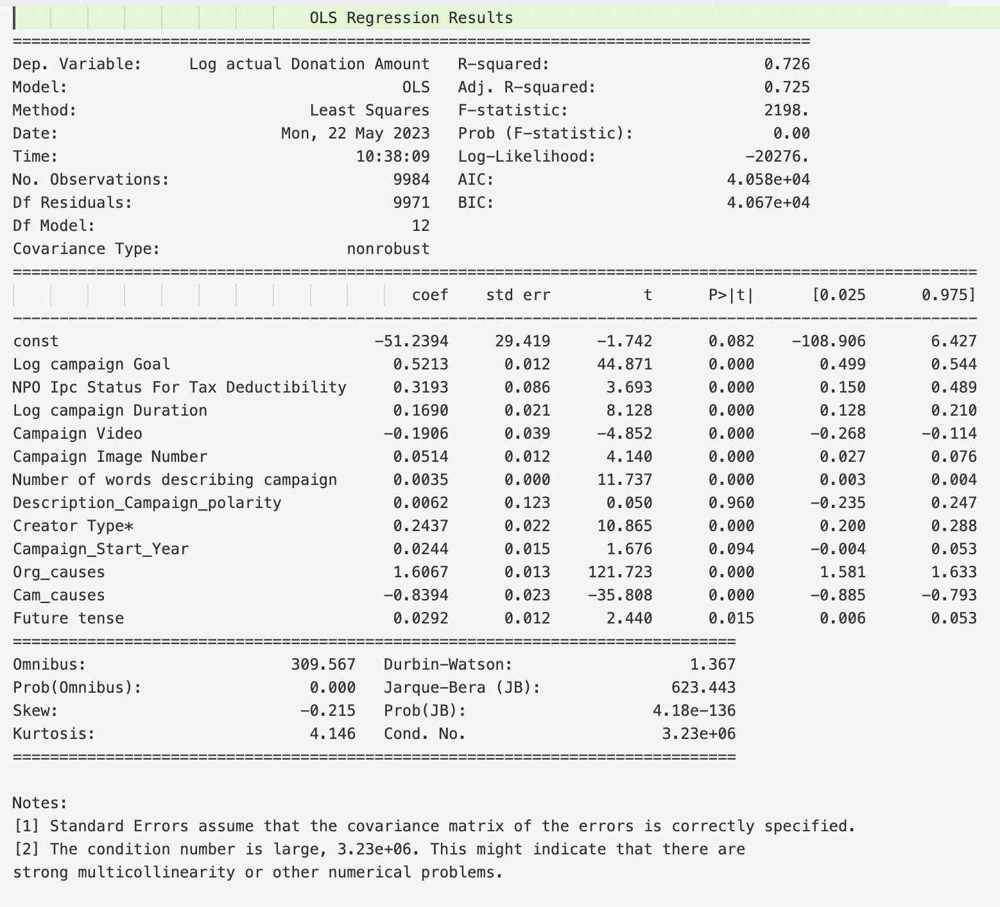 OLS Regression Results
==============================================================================
Dep. Variable: Log actual Donation Amount R-squared: 0.726
Model: OLS Adj. R-squared: 0.725
Method: Least Squares F-statistic: 2198.
Date: Mon, 22 May 2023 Prob (F-statistic): 0.00
Time: 10:38:09 Log-Likelihood: -20276.
No. Observations: 9984 AIC: 4.058e+04
Df Residuals: 9971 BIC: 4.067e+04
Df Model: 12
Covariance Type: nonrobust
==============================================================================
coef std err t P>|t| [0.025 0.975]
------------------------------------------------------------------------------
const -51.2394 29.419 -1.742 0.082 -108.906 6.427
Log campaign Goal 0.5213 0.012 44.871 0.000 0.499 0.544
NPO Ipc Status For Tax Deductibility 0.3193 0.086 3.693 0.000 0.150 0.489
Log campaign Duration 0.1690 0.021 8.128 0.000 0.128 0.210
Campaign Video -0.1906 0.039 -4.852 0.000 -0.268 -0.114
Campaign Image Number 0.0514 0.012 4.140 0.000 0.027 0.076
Number of words describing campaign 0.0035 0.000 11.737 0.000 0.003 0.004
Description_Campaign_polarity 0.0062 0.123 0.050 0.960 -0.235 0.247
Creator Type* 0.2437 0.022 10.865 0.000 0.200 0.288
Campaign_Start_Year 0.0244 0.015 1.676 0.094 -0.004 0.053
Org_causes 1.6067 0.013 121.723 0.000 1.581 1.633
Cam_causes -0.8394 0.023 -35.808 0.000 -0.885 -0.793
Future tense 0.0292 0.012 2.440 0.015 0.006 0.053
==============================================================================
Omnibus: 309.567 Durbin-Watson: 1.367
Prob(Omnibus): 0.000 Jarque-Bera (JB): 623.443
Skew: -0.215 Prob(JB): 4.18e-136
Kurtosis: 4.146 Cond. No. 3.23e+06
==============================================================================
Notes:
[1] Standard Errors assume that the covariance matrix of the errors is correctly specified.
[2] The condition number is large, 3.23e+06. This might indicate that there are
strong multicollinearity or other numerical problems.